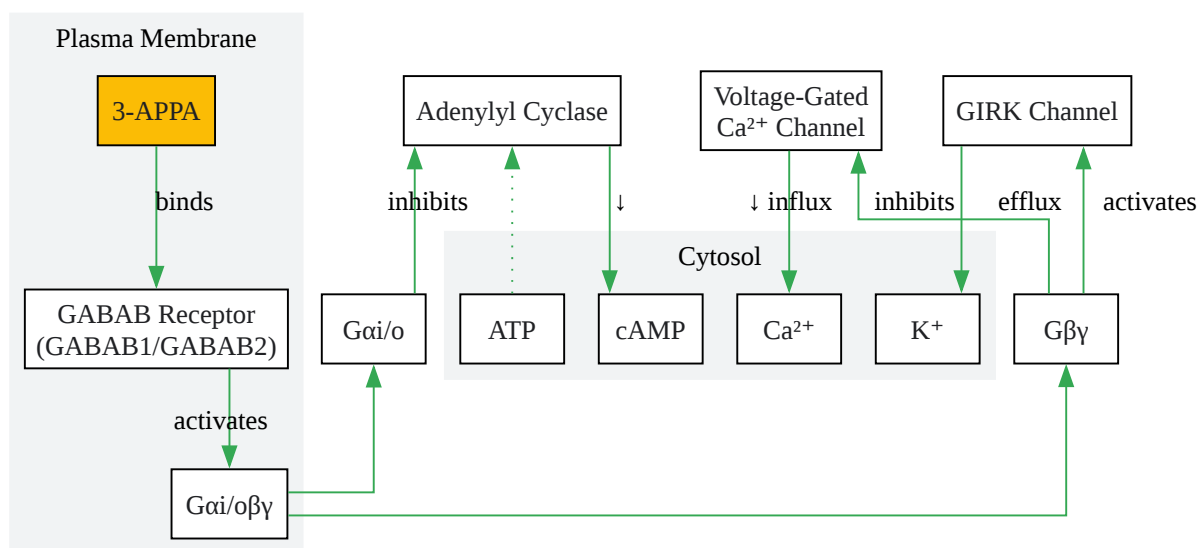 Plasma Membrane
3-APPA
Adenylyl Cyclase
Voltage-Gated
Ca²⁺ Channel
GIRK Channel
binds
inhibits
↓
↓ influx
inhibits
efflux
activates
Cytosol
GABAB Receptor
(GABAB1/GABAB2)
Gαi/o
ATP
cAMP
Ca²⁺
K⁺
Gβγ
activates
Gαi/oβγ